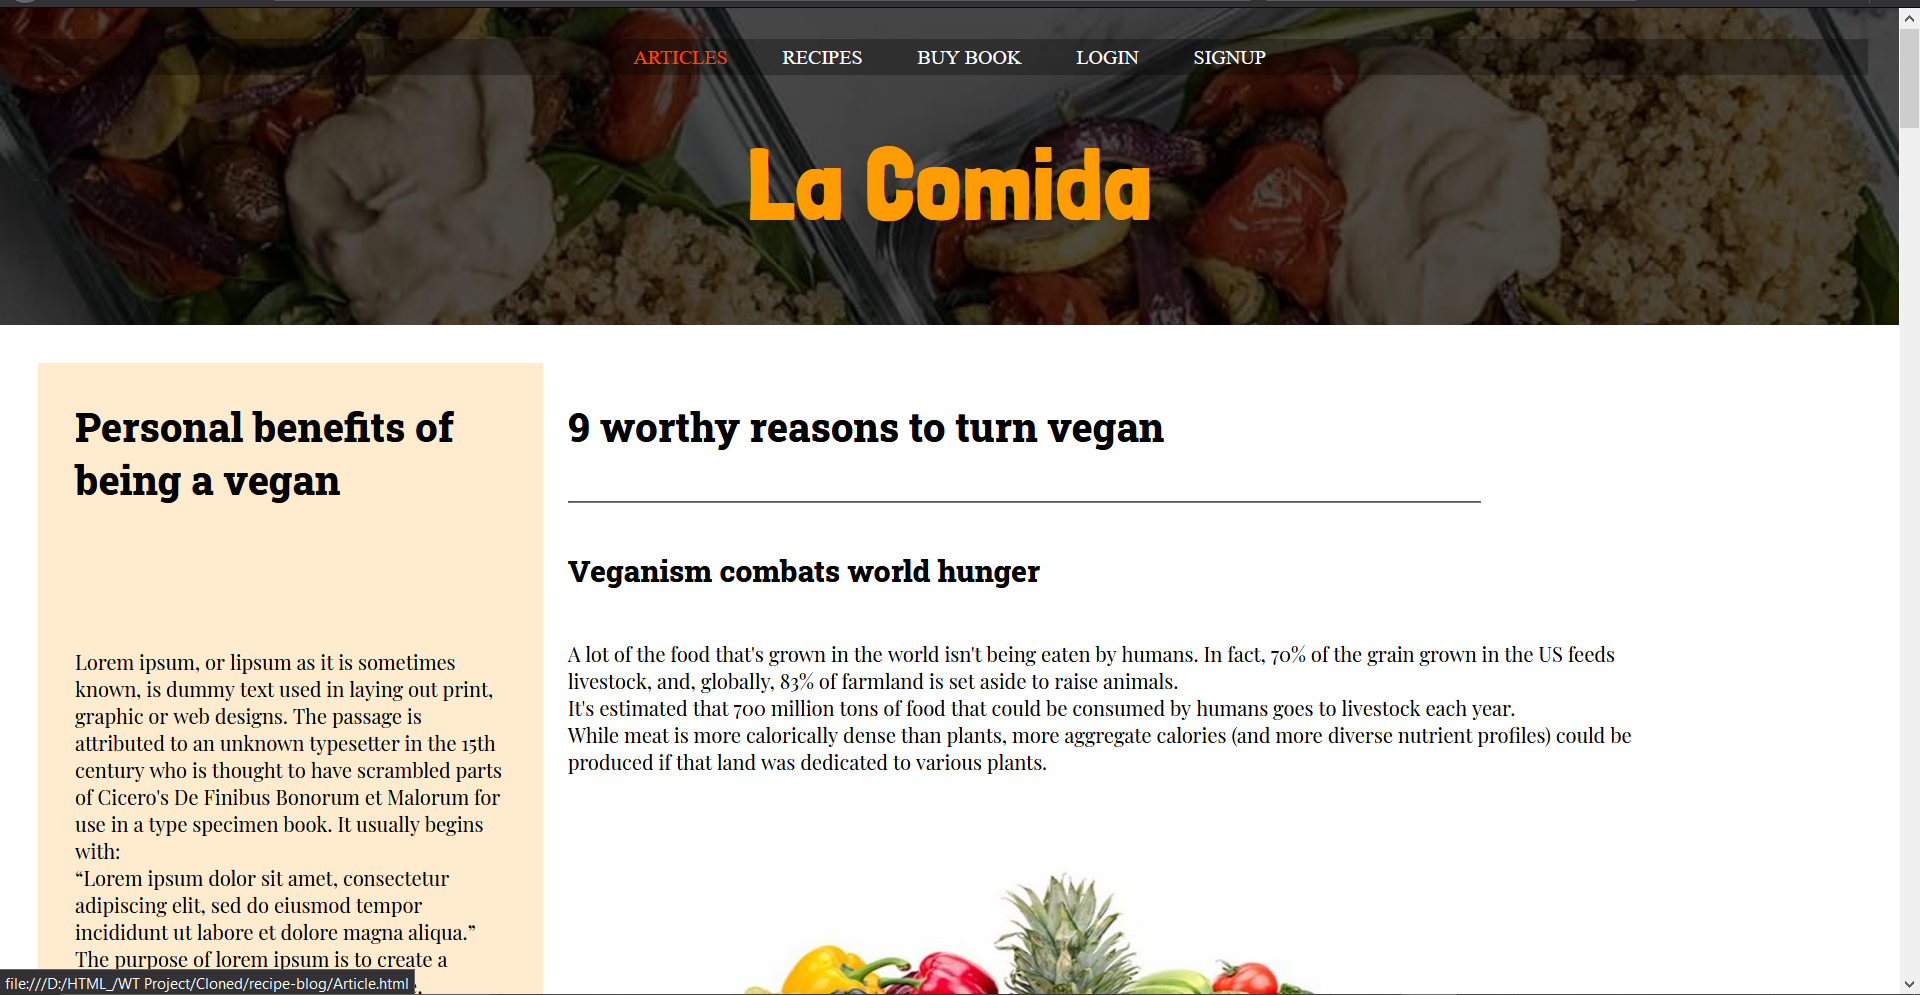 ARTICLES RECIPES BUY BOOK LOGIN SIGNUP
La Comida
Personal benefits of
being a vegan
Lorem ipsum, or lipsum as it is sometimes
known, is dummy text used in laying out print,
graphic or web designs. The passage is
attributed to an unknown typesetter in the 15th
century who is thought to have scrambled parts
of Cicero's De Finibus Bonorum et Malorum for
use in a type specimen book. It usually begins
with:
“Lorem ipsum dolor sit amet, consectetur
adipiscing elit, sed do eiusmod tempor
incididunt ut labore et dolore magna aliqua.”
The purpose of lorem ipsum is to create a
9 worthy reasons to turn vegan
Veganism combats world hunger
A lot of the food that's grown in the world isn't being eaten by humans. In fact, 70% of the grain grown in the US feeds
livestock, and, globally, 83% of farmland is set aside to raise animals.
It's estimated that 700 million tons of food that could be consumed by humans goes to livestock each year.
While meat is more calorically dense than plants, more aggregate calories (and more diverse nutrient profiles) could be
produced if that land was dedicated to various plants.
file:///D:/HTML_/WT Project/Cloned/recipe-blog/Article.html